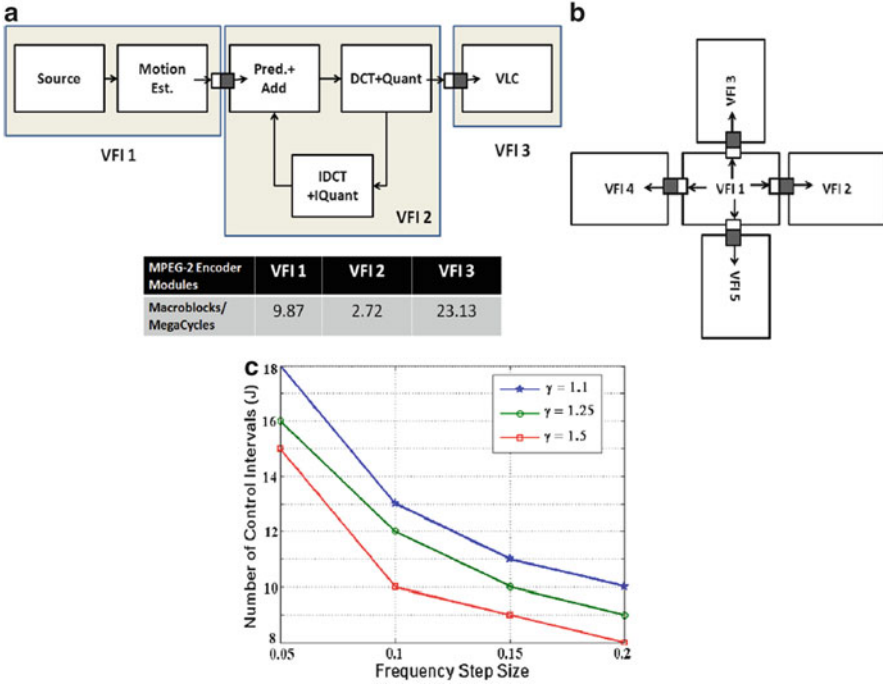 a
Source
Motion
Est.
Pred.+
Add
DCT+Quant
VLC
IDCT
+IQuant
VFI 1
VFI 2
VFI 3
MPEG-2 Encoder
Modules
VFI 1
VFI 2
VFI 3
Macroblocks/
MegaCycles
9.87
2.72
23.13
b
VFI 3
VFI 4
VFI 1
VFI 2
VFI 5
c
Number of Control Intervals (J)
18
16
14
12
10
8
γ = 1.1
γ = 1.25
γ = 1.5
0.05
0.1
0.15
0.2
Frequency Step Size